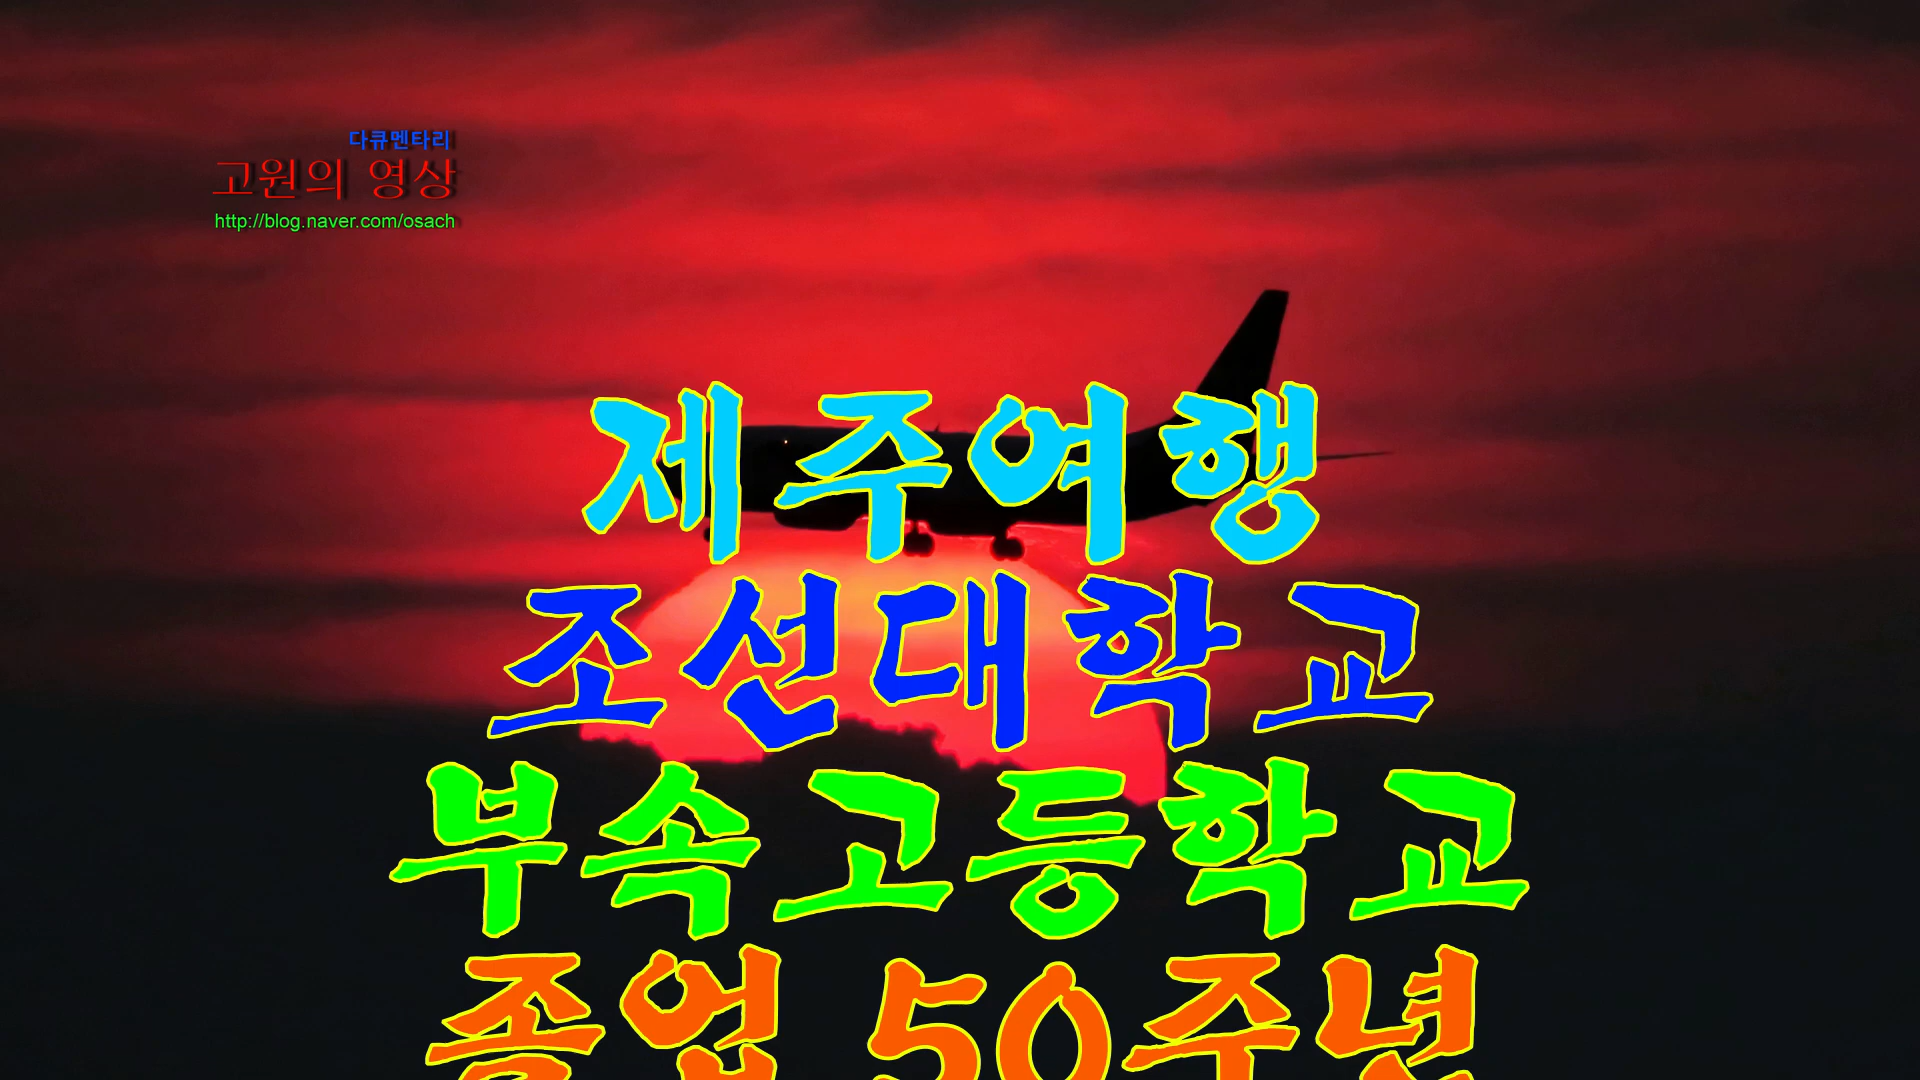 다큐멘타리
고원의 영상
http://blog.naver.com/osach
제주여행
조선대학교
부속고등학교
졸업 50주년